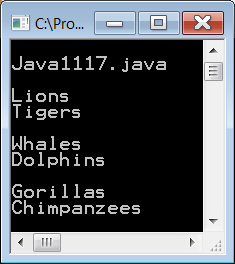 C:\Pro...
Java1117.java
Lions
Tigers
Whales
Dolphins
Gorillas
Chimpanzees